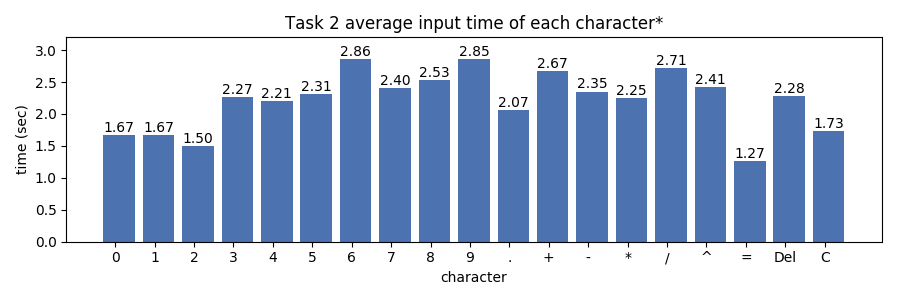 Task 2 average input time of each character*
time (sec)
3.0
2.5
2.0
1.5
1.0
0.5
0.0
1.67 1.67 1.50 2.27 2.21 2.31 2.86 2.40 2.53 2.85 2.07 2.67 2.35 2.25 2.71 2.41 1.27 2.28 1.73
0 1 2 3 4 5 6 7 8 9 . + - * / ^ = Del C
character